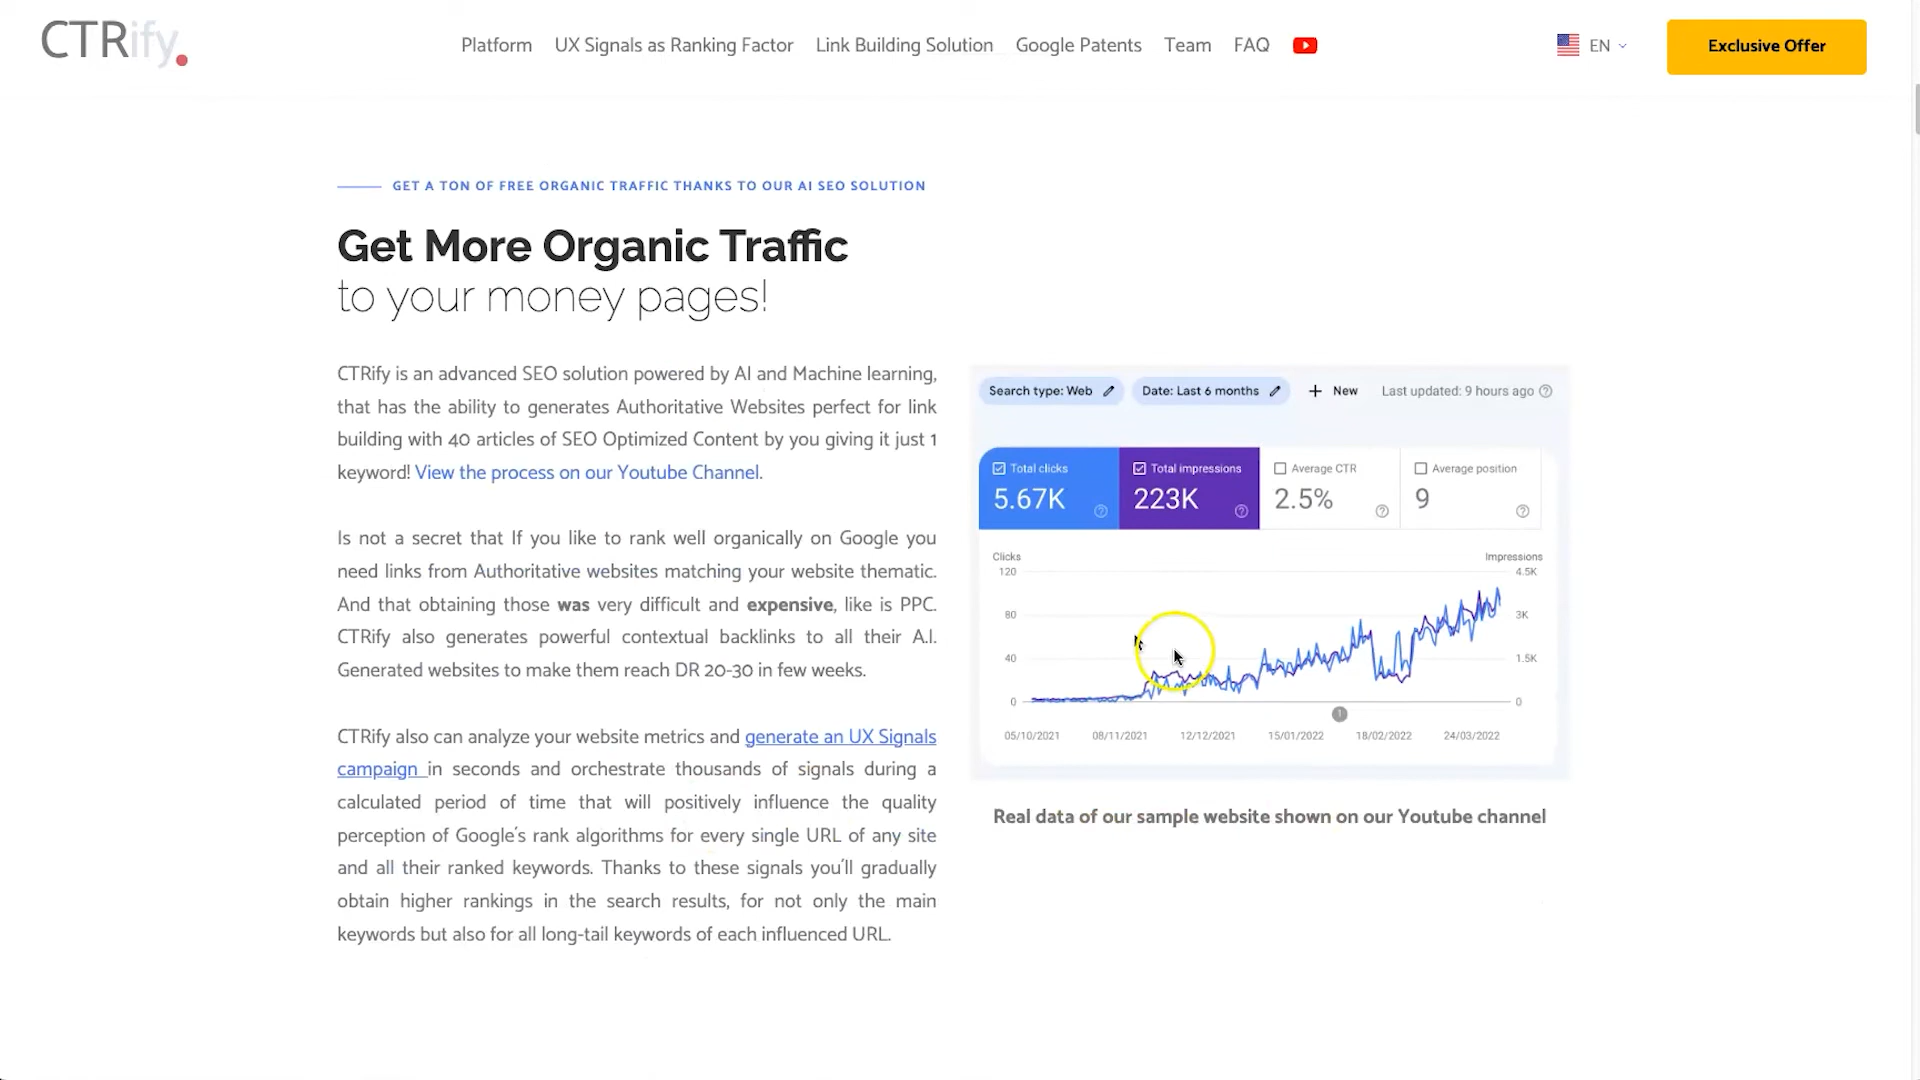 CTRify.
Platform UX Signals as Ranking Factor Link Building Solution Google Patents Team FAQ
EN
Exclusive Offer
GET A TON OF FREE ORGANIC TRAFFIC THANKS TO OUR AI SEO SOLUTION
Get More Organic Traffic
to your money pages!
CTRify is an advanced SEO solution powered by AI and Machine learning,
that has the ability to generates Authoritative Websites perfect for link
building with 40 articles of SEO Optimized Content by you giving it just 1
keyword! View the process on our Youtube Channel.
Is not a secret that If you like to rank well organically on Google you
need links from Authoritative websites matching your website thematic.
And that obtaining those was very difficult and expensive, like is PPC.
CTRify also generates powerful contextual backlinks to all their A.I.
Generated websites to make them reach DR 20-30 in few weeks.
CTRify also can analyze your website metrics and generate an UX Signals
campaign in seconds and orchestrate thousands of signals during a
calculated period of time that will positively influence the quality
perception of Google´s rank algorithms for every single URL of any site
and all their ranked keywords. Thanks to these signals you´ll gradually
obtain higher rankings in the search results, for not only the main
keywords but also for all long-tail keywords of each influenced URL.
Search type: Web Date: Last 6 months + New Last updated: 9 hours ago
Total clicks Total impressions Average CTR Average position
5.67K 223K 2.5% 9
Clicks Impressions
120 4.5K
80 3K
40 1.5K
0 0
1
05/10/2021 08/11/2021 12/12/2021 15/01/2022 18/02/2022 24/03/2022
Real data of our sample website shown on our Youtube channel